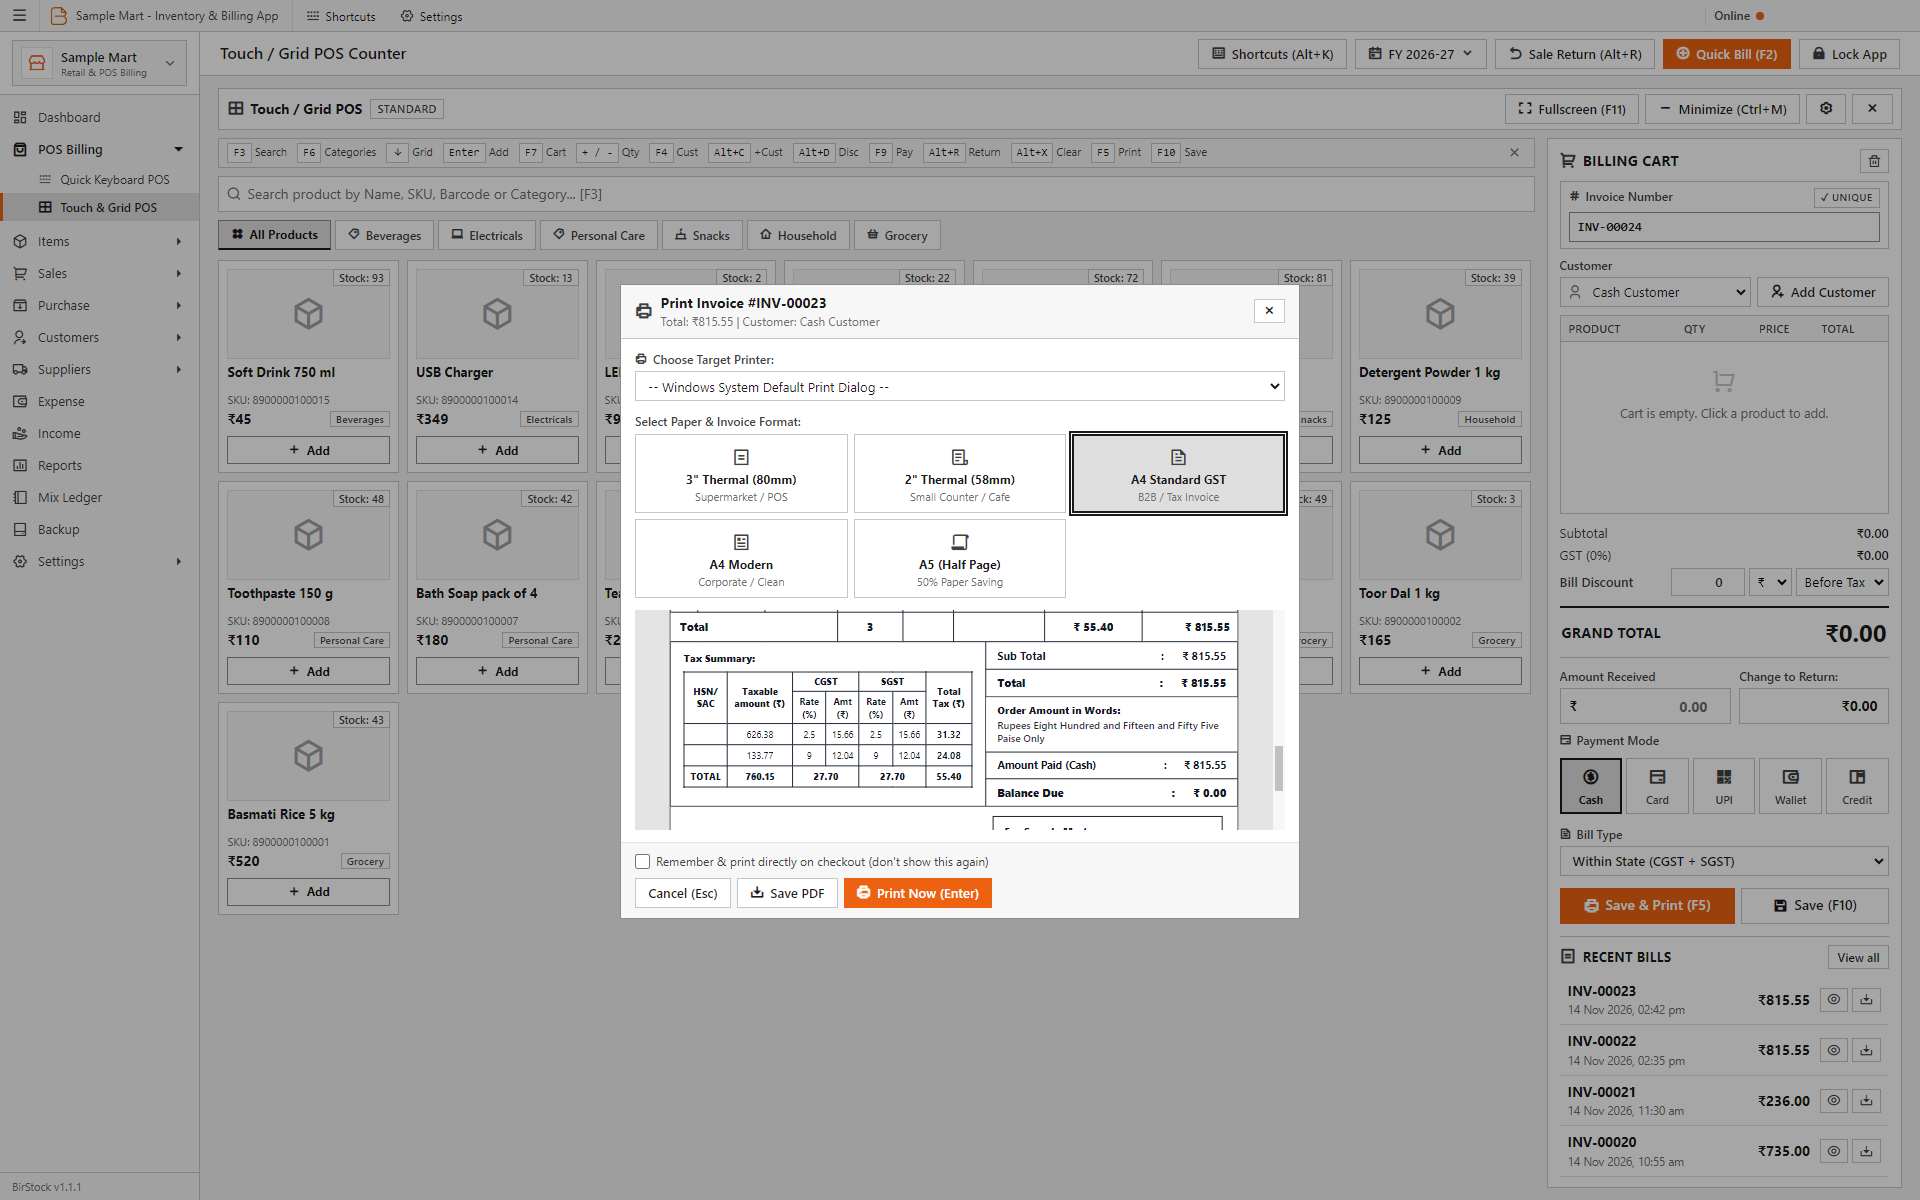 Sample Mart - Inventory & Billing App
Shortcuts
Settings
Online
Sample Mart
Retail & POS Billing
Touch / Grid POS Counter
Shortcuts (Alt+K)
FY 2026-27
Sale Return (Alt+R)
Quick Bill (F2)
Lock App
Dashboard
POS Billing
Quick Keyboard POS
Touch & Grid POS
Items
Sales
Purchase
Customers
Suppliers
Expense
Income
Reports
Mix Ledger
Backup
Settings
BirStock v1.1.1
Touch / Grid POS
STANDARD
Fullscreen (F11)
Minimize (Ctrl+M)
F3 Search F6 Categories ↓ Grid Enter Add F7 Cart + / - Qty F4 Cust Alt+C +Cust Alt+D Disc F9 Pay Alt+R Return Alt+X Clear F5 Print F10 Save
Search product by Name, SKU, Barcode or Category... [F3]
All Products
Beverages
Electricals
Personal Care
Snacks
Household
Grocery
Stock: 93
Soft Drink 750 ml
SKU: 8900000100015
₹45
Beverages
+ Add
Stock: 13
USB Charger
SKU: 8900000100014
₹349
Electricals
+ Add
Stock: 2
Stock: 22
Stock: 72
Stock: 81
Stock: 39
Detergent Powder 1 kg
SKU: 8900000100009
₹125
Household
+ Add
Stock: 48
Toothpaste 150 g
SKU: 8900000100008
₹110
Personal Care
+ Add
Stock: 42
Bath Soap pack of 4
SKU: 8900000100007
₹180
Personal Care
+ Add
Stock: 3
Toor Dal 1 kg
SKU: 8900000100002
₹165
Grocery
+ Add
Stock: 43
Basmati Rice 5 kg
SKU: 8900000100001
₹520
Grocery
+ Add
Print Invoice #INV-00023
Total: ₹815.55 | Customer: Cash Customer
Choose Target Printer:
-- Windows System Default Print Dialog --
Select Paper & Invoice Format:
3" Thermal (80mm)
Supermarket / POS
2" Thermal (58mm)
Small Counter / Cafe
A4 Standard GST
B2B / Tax Invoice
A4 Modern
Corporate / Clean
A5 (Half Page)
50% Paper Saving
Total 3 ₹ 55.40 ₹ 815.55
Tax Summary:
HSN/ SAC
Taxable amount (₹)
CGST
SGST
Total Tax (₹)
Rate (%)
Amt (₹)
Rate (%)
Amt (₹)
626.38 2.5 15.66 2.5 15.66 31.32
133.77 9 12.04 9 12.04 24.08
TOTAL 760.15 27.70 27.70 55.40
Sub Total : ₹ 815.55
Total : ₹ 815.55
Order Amount in Words:
Rupees Eight Hundred and Fifteen and Fifty Five
Paise Only
Amount Paid (Cash) : ₹ 815.55
Balance Due : ₹ 0.00
Remember & print directly on checkout (don't show this again)
Cancel (Esc)
Save PDF
Print Now (Enter)
BILLING CART
# Invoice Number
✓ UNIQUE
INV-00024
Customer
Cash Customer
Add Customer
PRODUCT QTY PRICE TOTAL
Cart is empty. Click a product to add.
Subtotal ₹0.00
GST (0%) ₹0.00
Bill Discount 0 ₹ Before Tax
GRAND TOTAL ₹0.00
Amount Received
Change to Return:
₹ 0.00
₹0.00
Payment Mode
Cash
Card
UPI
Wallet
Credit
Bill Type
Within State (CGST + SGST)
Save & Print (F5)
Save (F10)
RECENT BILLS
View all
INV-00023
14 Nov 2026, 02:42 pm
₹815.55
INV-00022
14 Nov 2026, 02:35 pm
₹815.55
INV-00021
14 Nov 2026, 11:30 am
₹236.00
INV-00020
14 Nov 2026, 10:55 am
₹735.00